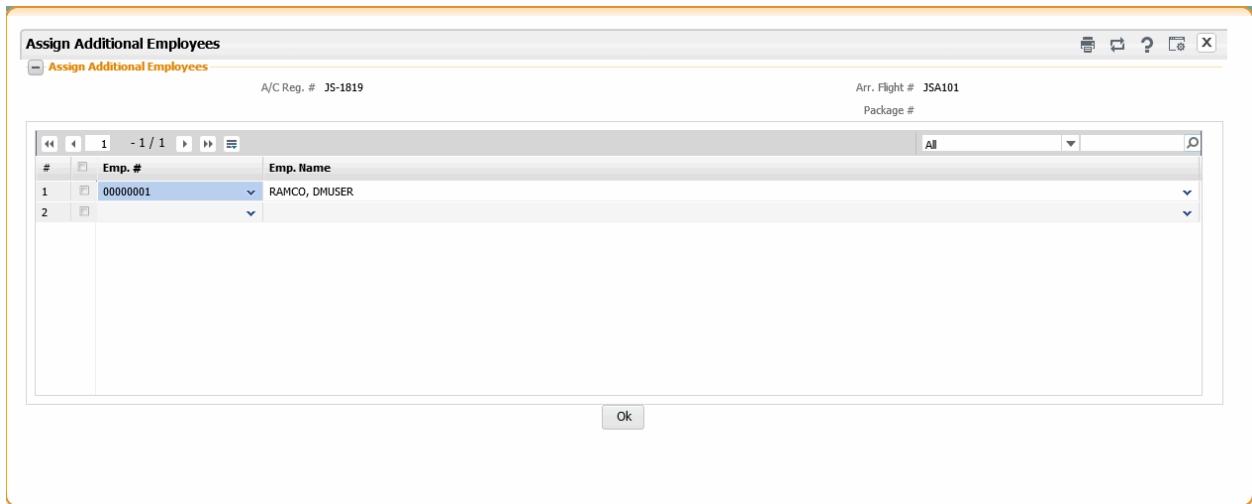 Assign Additional Employees
Assign Additional Employees
A/C Reg. # JS-1819 Arr. Flight # JSA101
Package #
1 - 1 / 1 All
# Emp. # Emp. Name
1 00000001 RAMCO, DMUSER
2
Ok